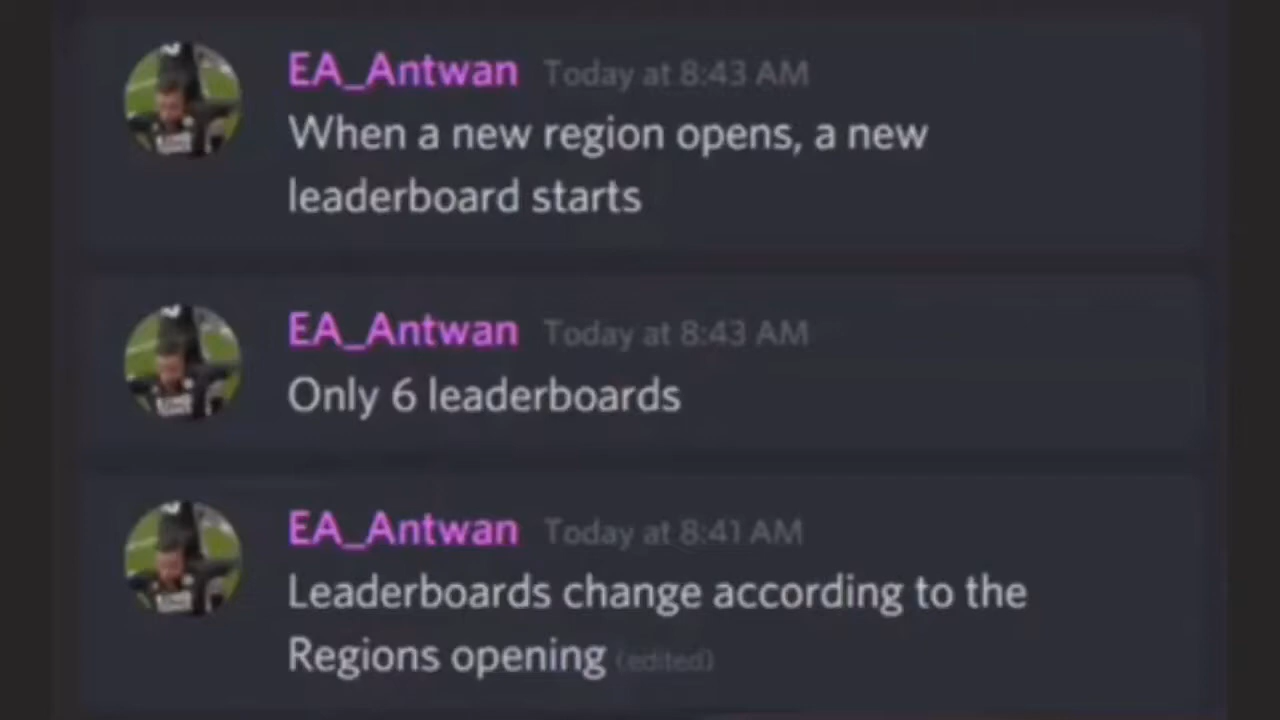 EA_Antwan Today at 8:43 AM
When a new region opens, a new
leaderboard starts
EA_Antwan Today at 8:43 AM
Only 6 leaderboards
EA_Antwan Today at 8:41 AM
Leaderboards change according to the
Regions opening (edited)